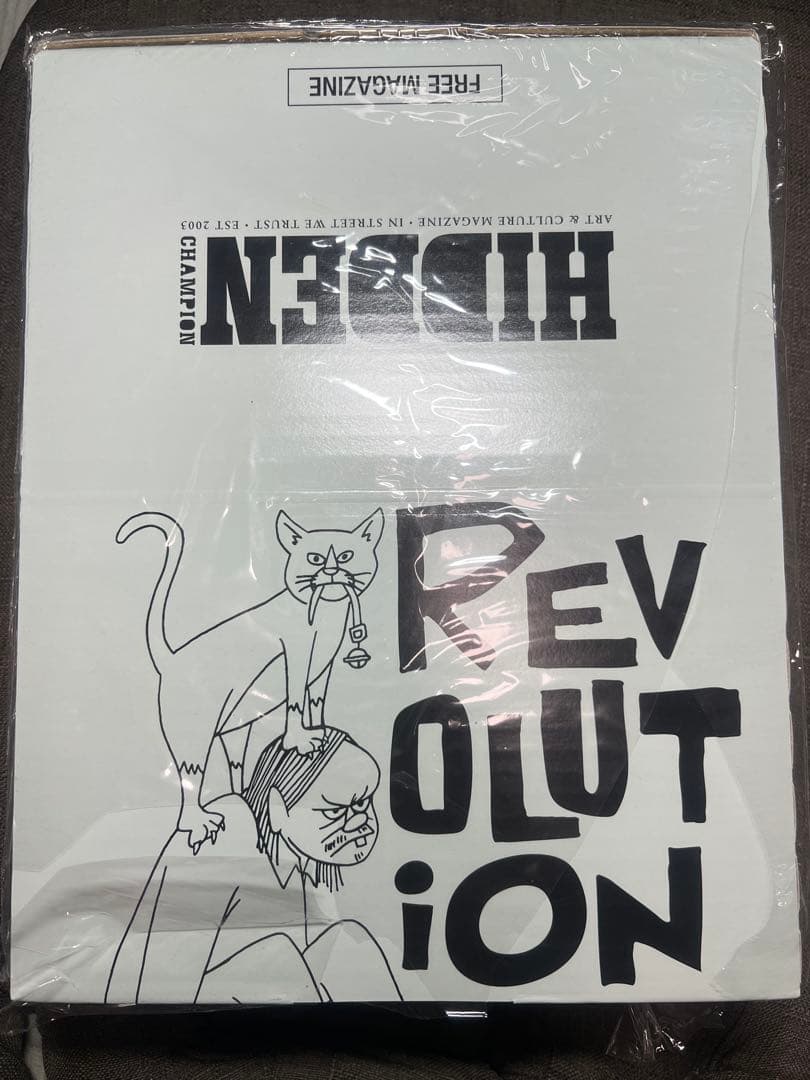 FREE MAGAZINE
ART & CULTURE MAGAZINE・IN STREET WE TRUST・EST 2003
HIDDEN
CHAMPION
REV
OLUT
iON